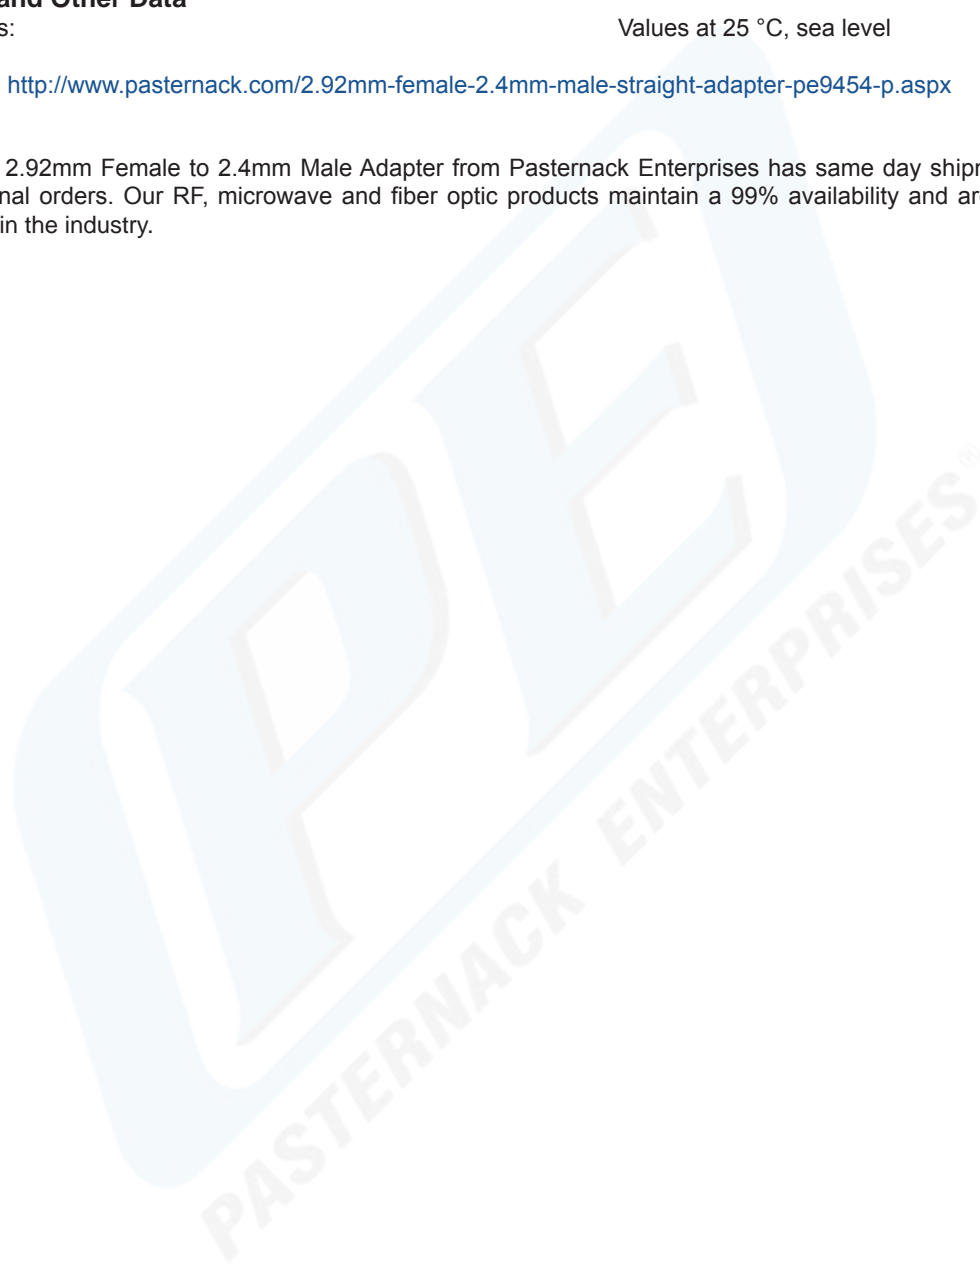 and Other Data
s: Values at 25 °C, sea level
http://www.pasternack.com/2.92mm-female-2.4mm-male-straight-adapter-pe9454-p.aspx
2.92mm Female to 2.4mm Male Adapter from Pasternack Enterprises has same day shipm
nal orders. Our RF, microwave and fiber optic products maintain a 99% availability and ar
in the industry.
PE
PASTERNACK ENTERPRISES®